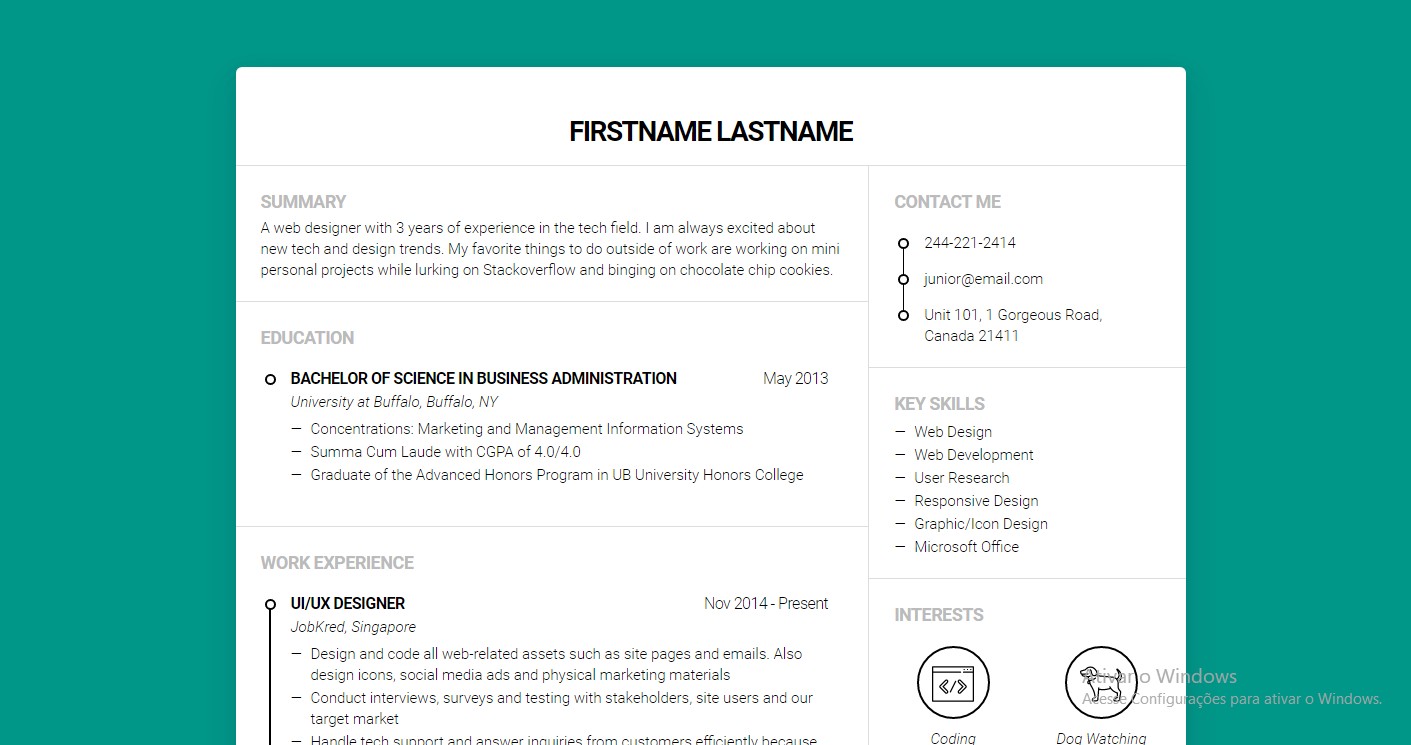 FIRSTNAME LASTNAME
SUMMARY
A web designer with 3 years of experience in the tech field. I am always excited about
new tech and design trends. My favorite things to do outside of work are working on mini
personal projects while lurking on Stackoverflow and binging on chocolate chip cookies.
EDUCATION
BACHELOR OF SCIENCE IN BUSINESS ADMINISTRATION May 2013
University at Buffalo, Buffalo, NY
— Concentrations: Marketing and Management Information Systems
— Summa Cum Laude with CGPA of 4.0/4.0
— Graduate of the Advanced Honors Program in UB University Honors College
WORK EXPERIENCE
UI/UX DESIGNER Nov 2014 - Present
JobKred, Singapore
— Design and code all web-related assets such as site pages and emails. Also
design icons, social media ads and physical marketing materials
— Conduct interviews, surveys and testing with stakeholders, site users and our
target market
— Handle tech support and answer inquiries from customers efficiently because
CONTACT ME
244-221-2414
junior@email.com
Unit 101, 1 Gorgeous Road,
Canada 21411
KEY SKILLS
— Web Design
— Web Development
— User Research
— Responsive Design
— Graphic/Icon Design
— Microsoft Office
INTERESTS
</>
Coding
Dog Watching
Ativar o Windows
Acesse Configurações para ativar o Windows.